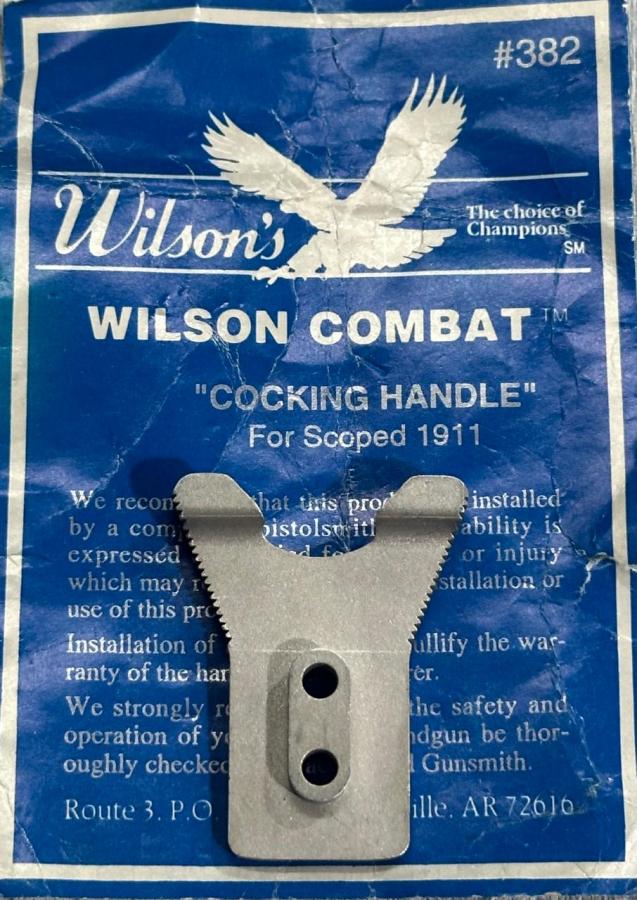 #382
Wilson's
The choice of
Champions
SM
WILSON COMBAT TM
"COCKING HANDLE"
For Scoped 1911
We recom that this prod installed
by a comp pistolsmith ability is
expressed or injury
which may r stallation or
use of this pro
Installation of ullify the war-
ranty of the han er.
We strongly re the safety and
operation of yo ndgun be thor-
oughly checked Gunsmith.
Route 3, P.O. ille, AR 72616